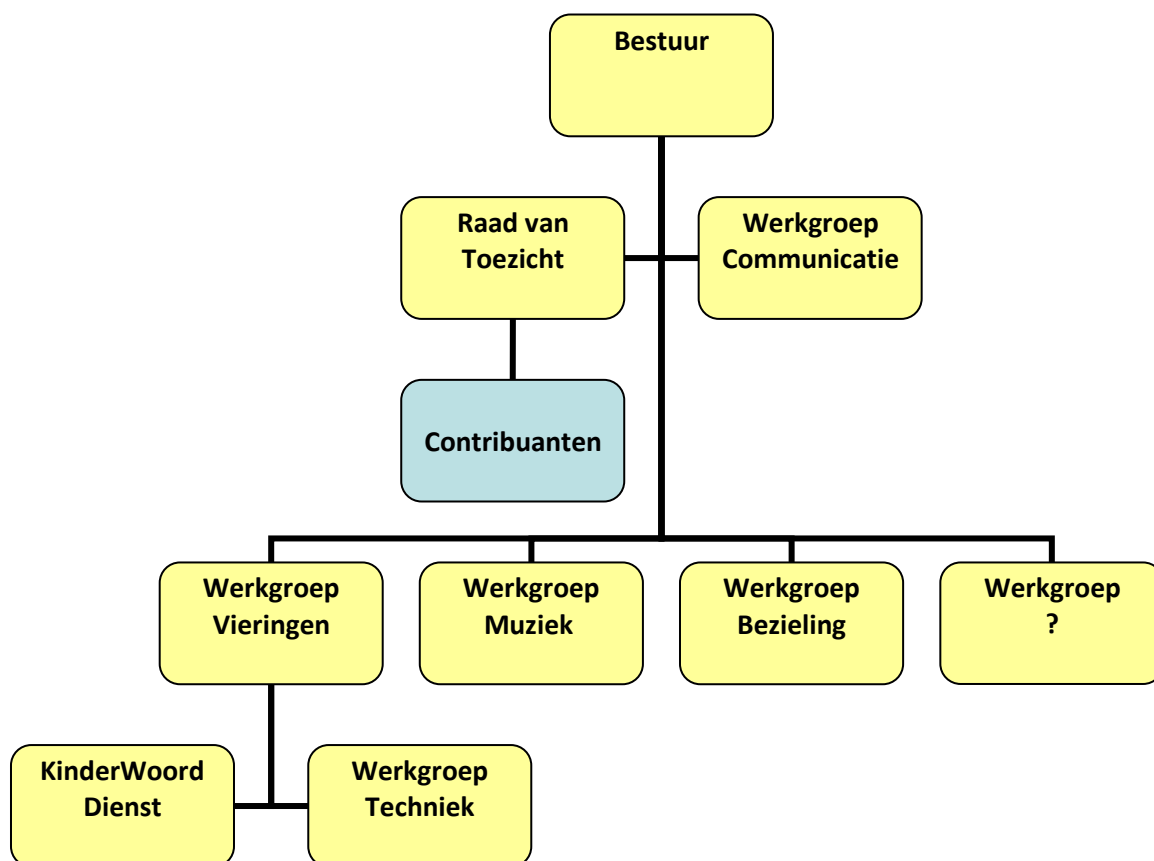 Bestuur
Raad van
Toezicht
Werkgroep
Communicatie
Contribuanten
Werkgroep
Vieringen
Werkgroep
Muziek
Werkgroep
Bezieling
Werkgroep
?
KinderWoord
Dienst
Werkgroep
Techniek